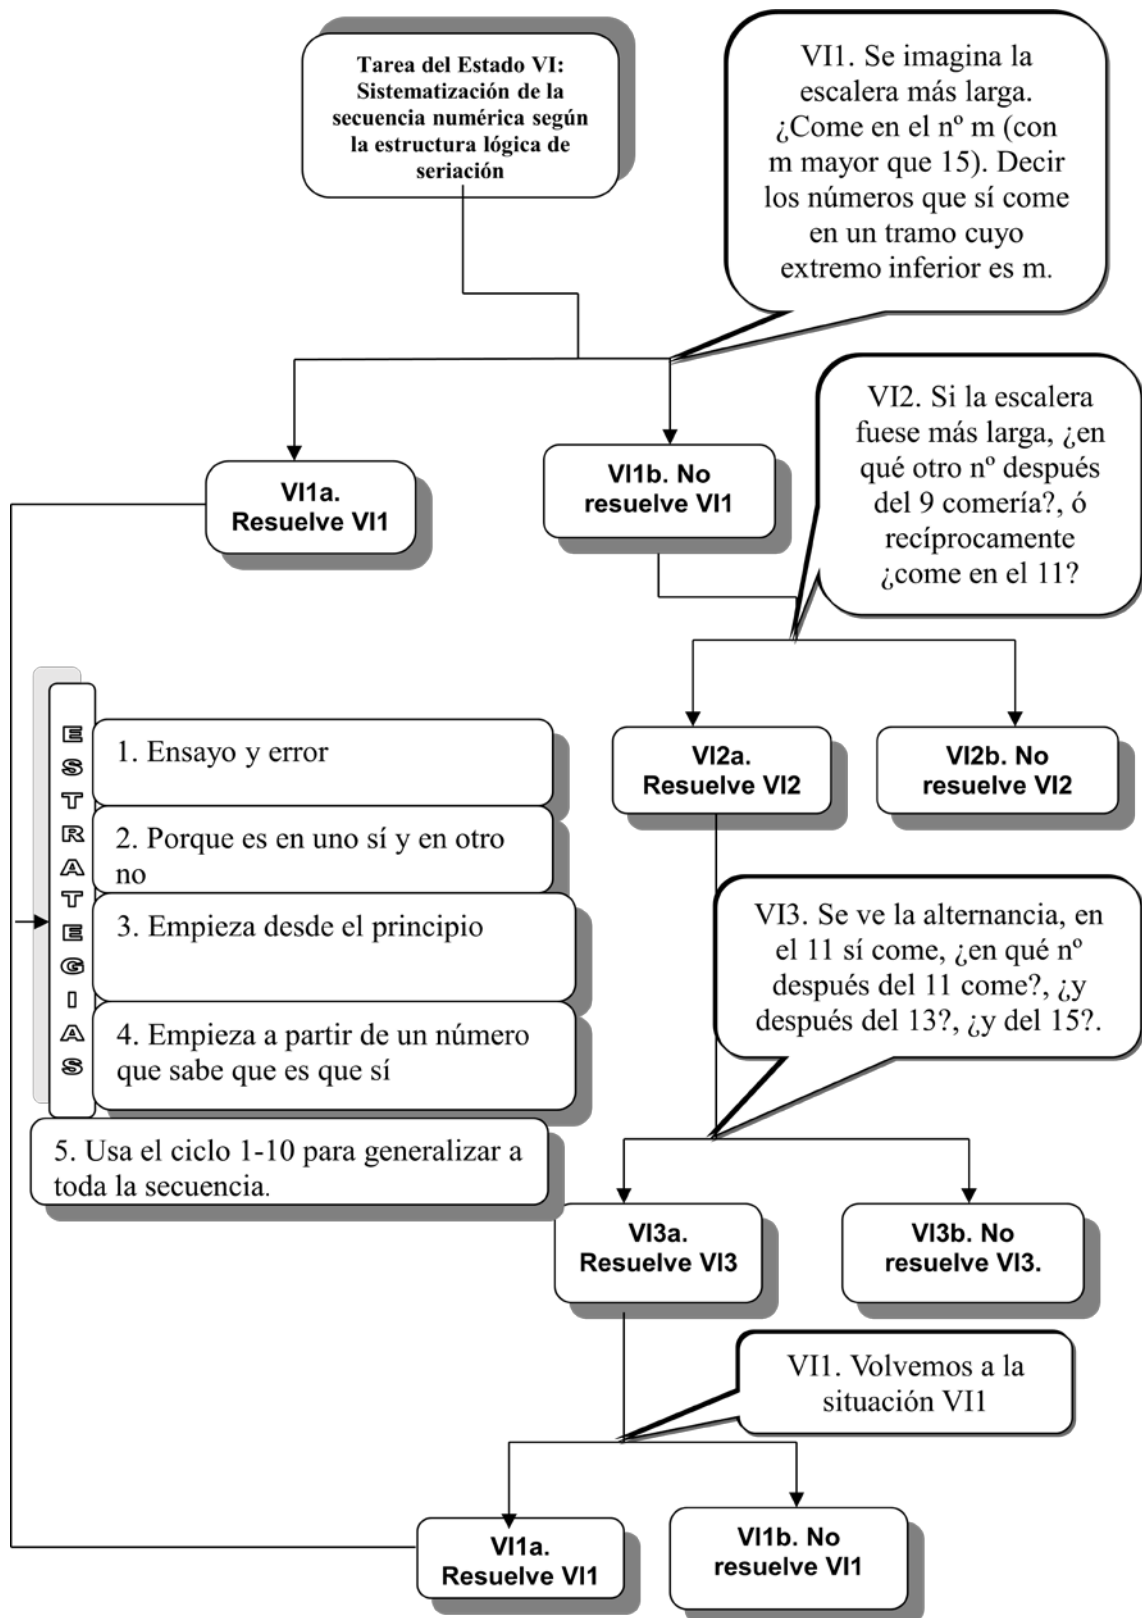 Tarea del Estado VI:
Sistematización de la
secuencia numérica según
la estructura lógica de
seriación
VI1. Se imagina la
escalera más larga.
¿Come en el nº m (con
m mayor que 15). Decir
los números que sí come
en un tramo cuyo
extremo inferior es m.
VI1a.
Resuelve VI1
VI1b. No
resuelve VI1
VI2. Si la escalera
fuese más larga, ¿en
qué otro nº después
del 9 comería?, ó
recíprocamente
¿come en el 11?
VI2a.
Resuelve VI2
VI2b. No
resuelve VI2
ESTRATEGIAS
1. Ensayo y error
2. Porque es en uno sí y en otro
no
3. Empieza desde el principio
4. Empieza a partir de un número
que sabe que es que sí
5. Usa el ciclo 1-10 para generalizar a
toda la secuencia.
VI3. Se ve la alternancia, en
el 11 sí come, ¿en qué nº
después del 11 come?, ¿y
después del 13?, ¿y del 15?.
VI3a.
Resuelve VI3
VI3b. No
resuelve VI3.
VI1. Volvemos a la
situación VI1
VI1a.
Resuelve VI1
VI1b. No
resuelve VI1